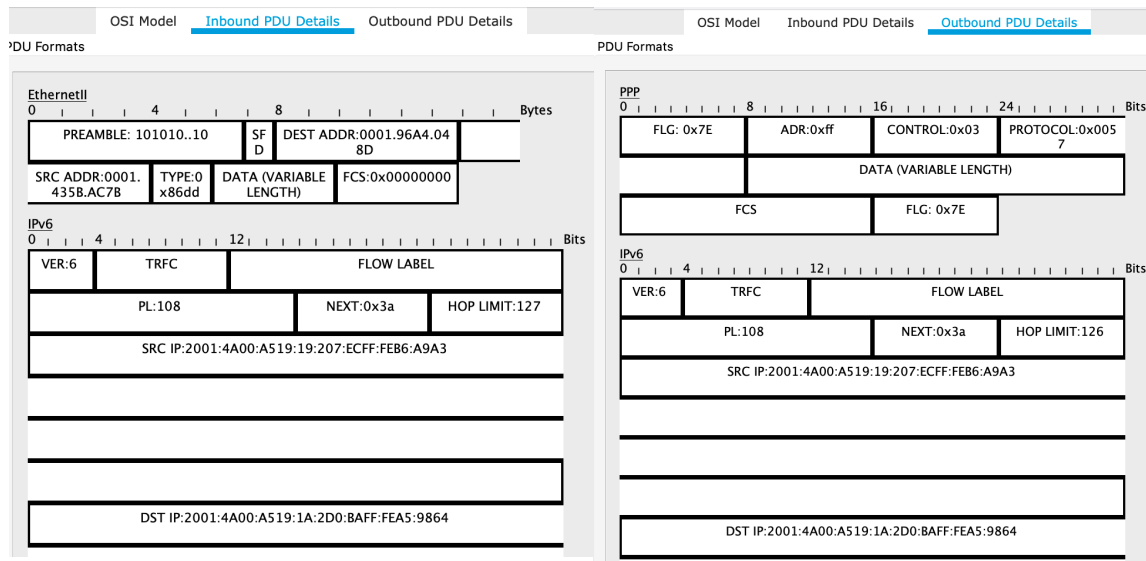 OSI Model Inbound PDU Details Outbound PDU Details
PDU Formats
EthernetII
0 4 8 Bytes
PREAMBLE: 101010..10
SF
D
DEST ADDR:0001.96A4.04
8D
SRC ADDR:0001.
435B.AC7B
TYPE:0
x86dd
DATA (VARIABLE
LENGTH)
FCS:0x00000000
IPv6
0 4 12 Bits
VER:6 TRFC FLOW LABEL
PL:108 NEXT:0x3a HOP LIMIT:127
SRC IP:2001:4A00:A519:19:207:ECFF:FEB6:A9A3
DST IP:2001:4A00:A519:1A:2D0:BAFF:FEA5:9864
OSI Model Inbound PDU Details Outbound PDU Details
PDU Formats
PPP
0 8 16 24 Bits
FLG: 0x7E ADR:0xff CONTROL:0x03
PROTOCOL:0x005
7
DATA (VARIABLE LENGTH)
FCS FLG: 0x7E
IPv6
0 4 12 Bits
VER:6 TRFC FLOW LABEL
PL:108 NEXT:0x3a HOP LIMIT:126
SRC IP:2001:4A00:A519:19:207:ECFF:FEB6:A9A3
DST IP:2001:4A00:A519:1A:2D0:BAFF:FEA5:9864